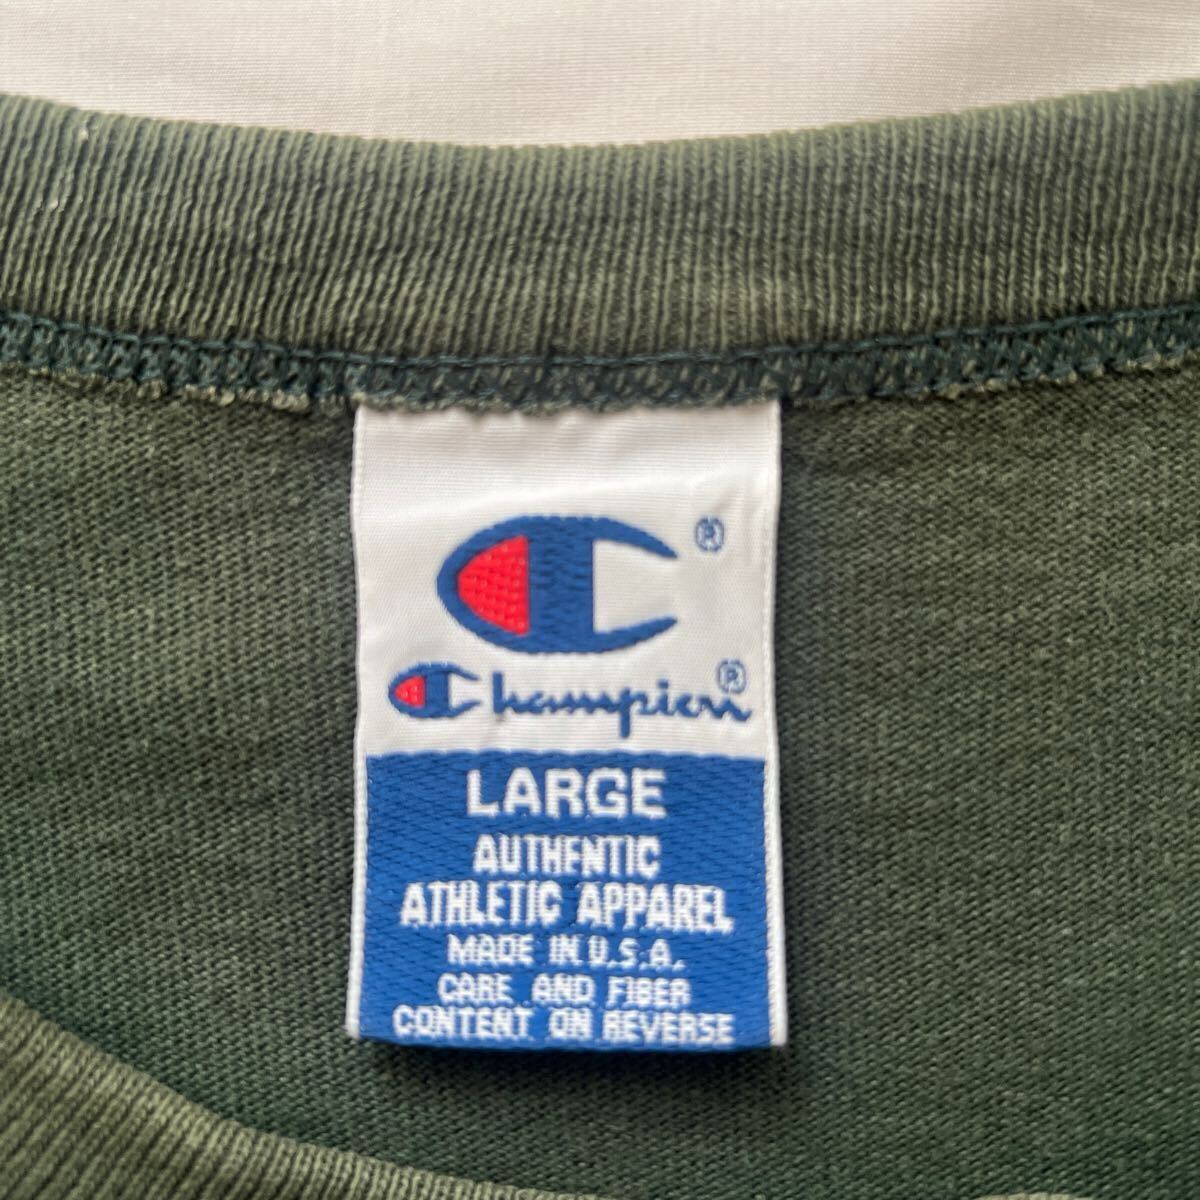 C®
Champion®
LARGE
AUTHENTIC
ATHLETIC APPAREL
MADE IN U.S.A.
CARE AND FIBER
CONTENT ON REVERSE